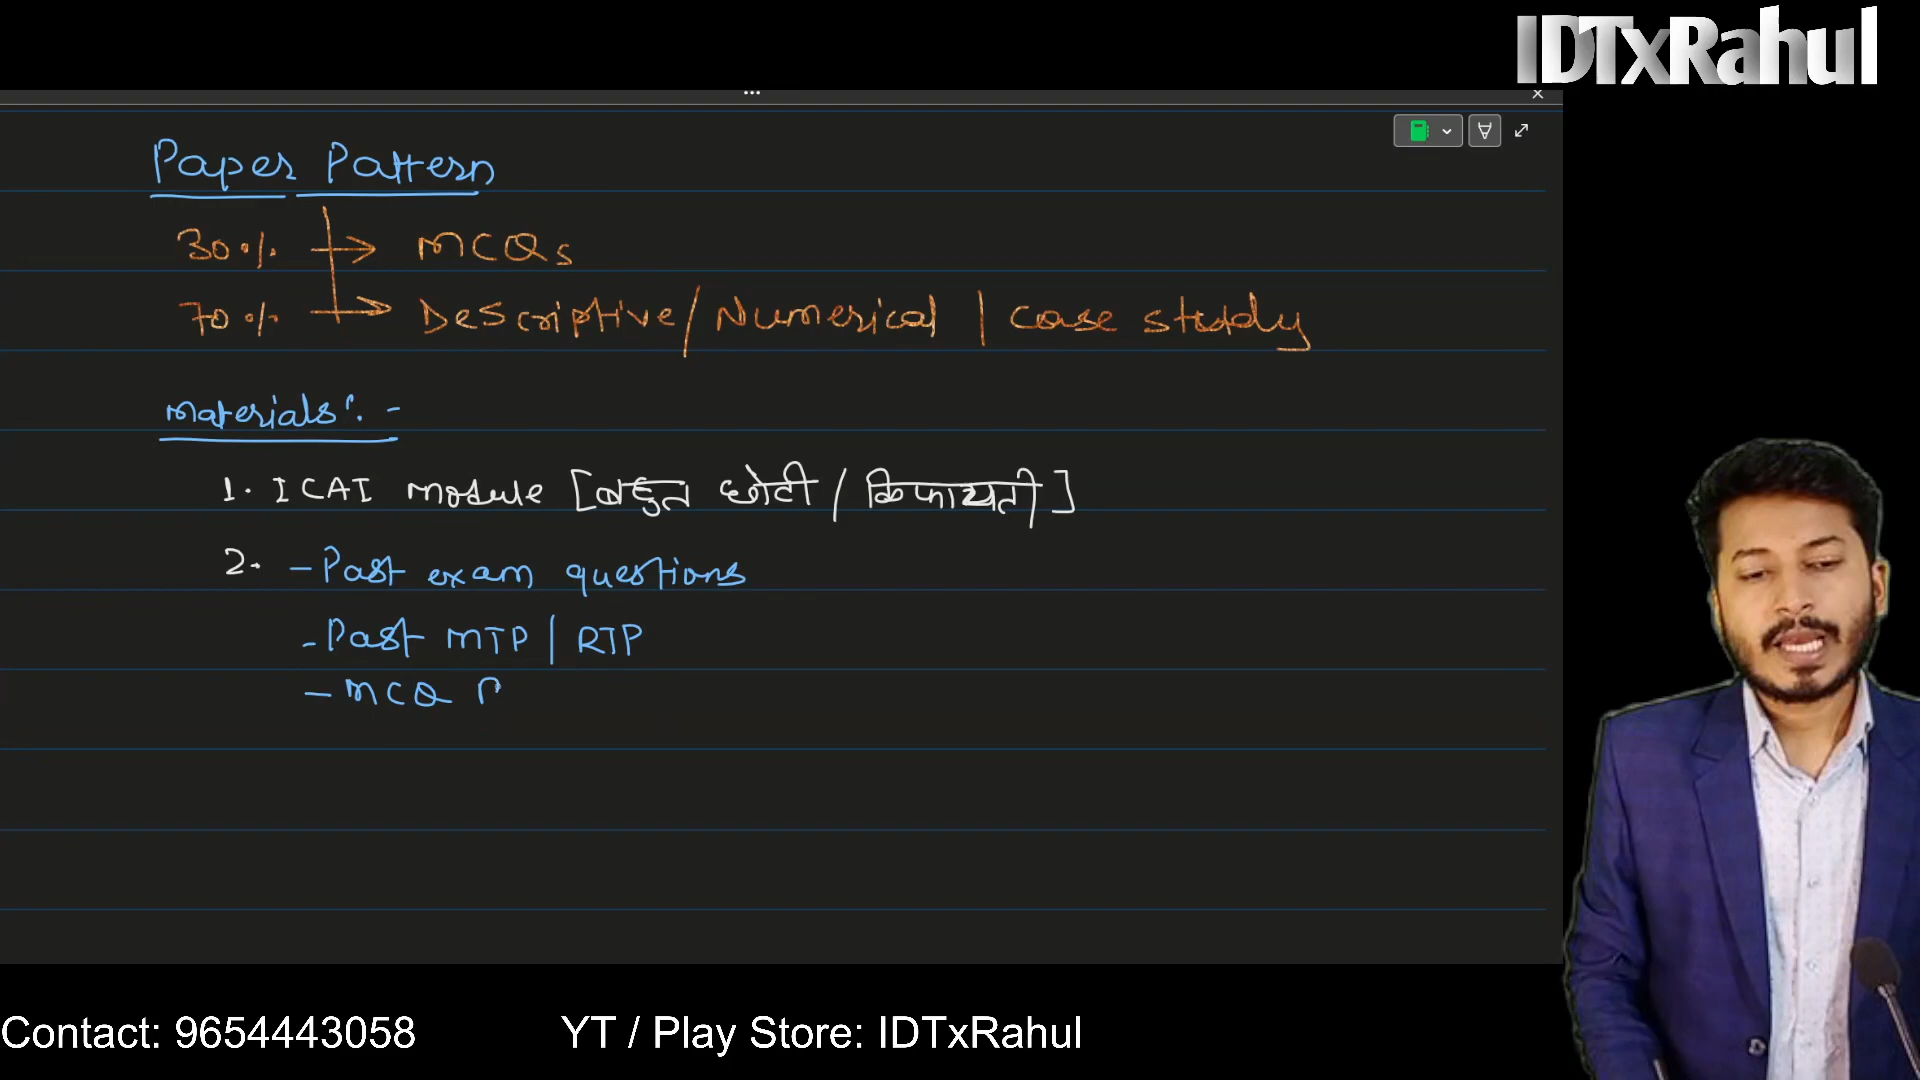 IDTxRahul
Paper Pattern
30% → MCQs
70% → Descriptive/Numerical | Case study
Materials: -
1. ICAI Module [बहुत छोटी / किफायती]
2. - Past exam questions
- Past MTP | RTP
- MCQ
Contact: 9654443058 YT / Play Store: IDTxRahul